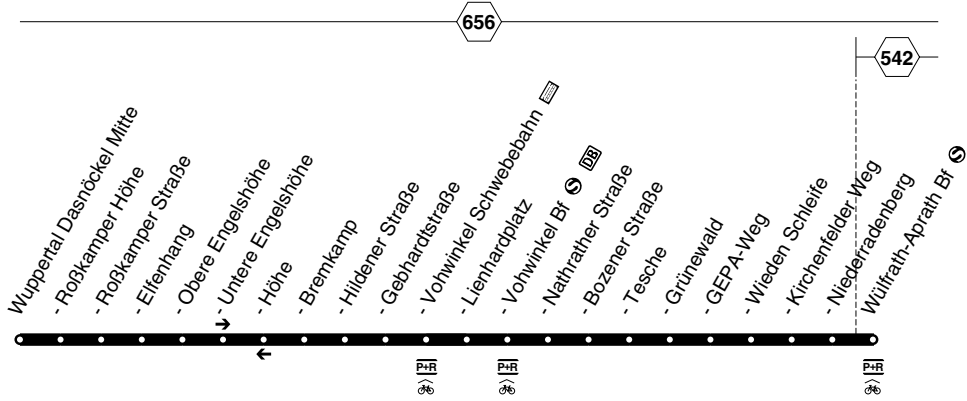 656
542
Wuppertal Dasnöckel Mitte
- Roßkamper Höhe
- Roßkamper Straße
- Elfenhang
- Obere Engelshöhe
- Untere Engelshöhe
- Höhe
- Bremkamp
- Hildener Straße
- Gebhardtstraße
- Vohwinkel Schwebebahn
- Lienhardplatz
- Vohwinkel Bf S DB
- Nathrather Straße
- Bozener Straße
- Tesche
- Grünewald
- GEPA-Weg
- Wieden Schleife
- Kirchenfelder Weg
- Niederradenberg
Wülfrath-Aprath Bf S
P+R
P+R
P+R